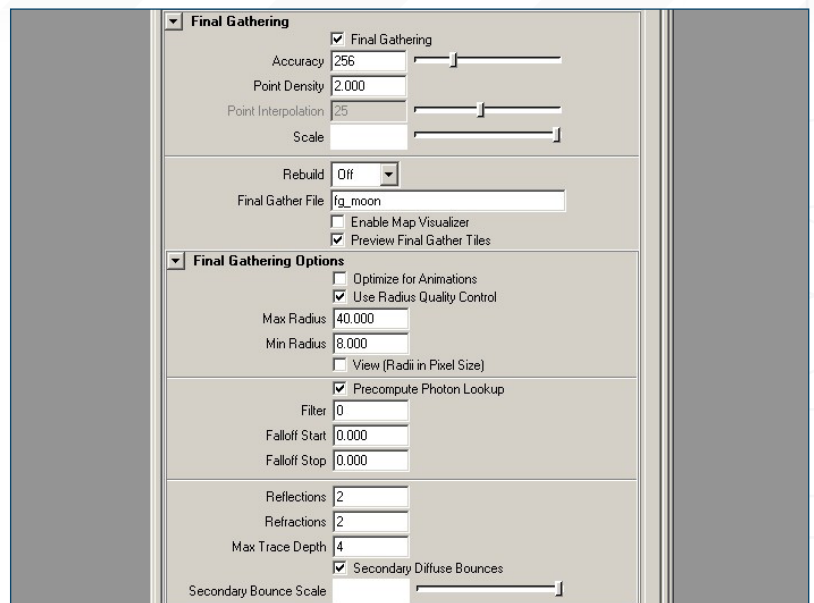 Final Gathering
Final Gathering
Accuracy 256
Point Density 2.000
Point Interpolation 25
Scale
Rebuild Off
Final Gather File fg_moon
Enable Map Visualizer
Preview Final Gather Tiles
Final Gathering Options
Optimize for Animations
Use Radius Quality Control
Max Radius 40.000
Min Radius 8.000
View (Radii in Pixel Size)
Precompute Photon Lookup
Filter 0
Falloff Start 0.000
Falloff Stop 0.000
Reflections 2
Refractions 2
Max Trace Depth 4
Secondary Diffuse Bounces
Secondary Bounce Scale